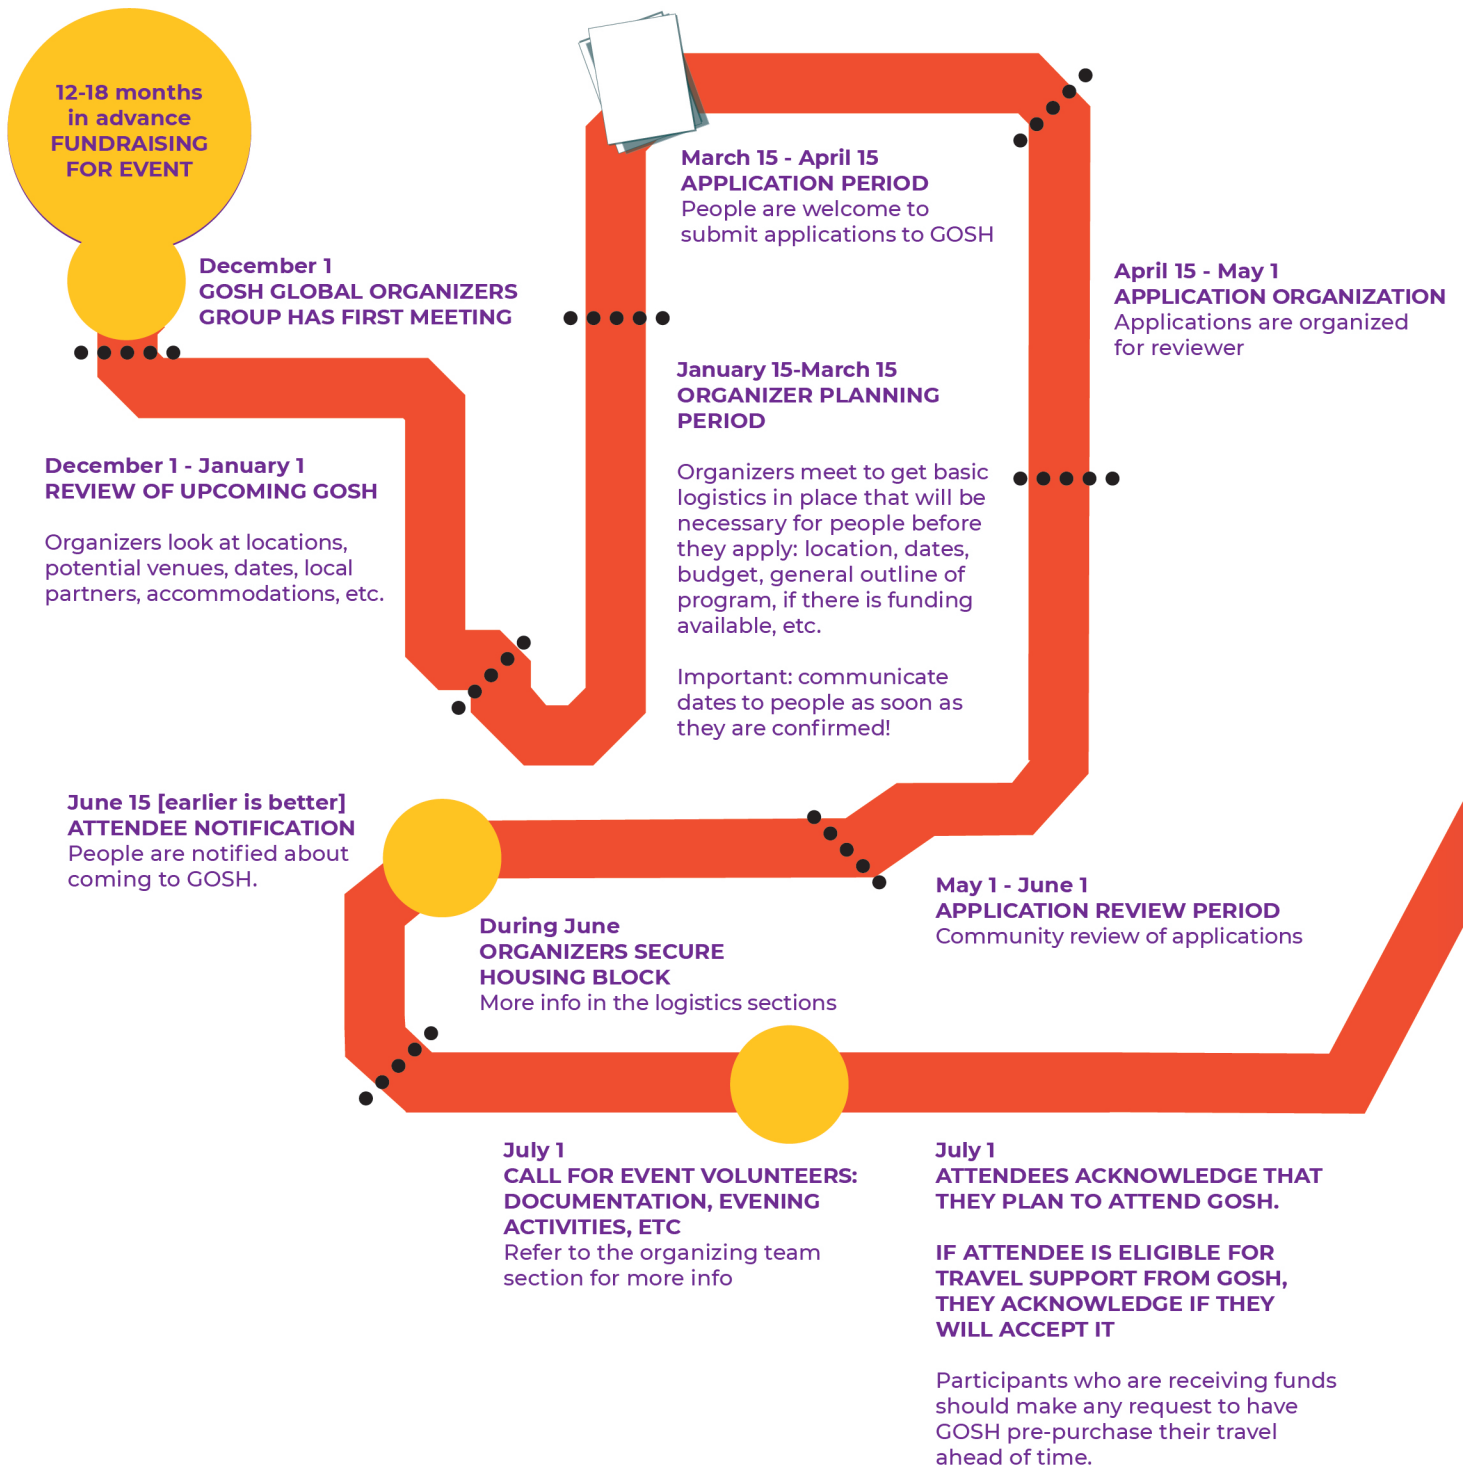 12-18 months
in advance
FUNDRAISING
FOR EVENT
December 1
GOSH GLOBAL ORGANIZERS
GROUP HAS FIRST MEETING
December 1 - January 1
REVIEW OF UPCOMING GOSH
Organizers look at locations,
potential venues, dates, local
partners, accommodations, etc.
January 15-March 15
ORGANIZER PLANNING
PERIOD
Organizers meet to get basic
logistics in place that will be
necessary for people before
they apply: location, dates,
budget, general outline of
program, if there is funding
available, etc.
Important: communicate
dates to people as soon as
they are confirmed!
March 15 - April 15
APPLICATION PERIOD
People are welcome to
submit applications to GOSH
April 15 - May 1
APPLICATION ORGANIZATION
Applications are organized
for reviewer
May 1 - June 1
APPLICATION REVIEW PERIOD
Community review of applications
June 15 [earlier is better]
ATTENDEE NOTIFICATION
People are notified about
coming to GOSH.
During June
ORGANIZERS SECURE
HOUSING BLOCK
More info in the logistics sections
July 1
CALL FOR EVENT VOLUNTEERS:
DOCUMENTATION, EVENING
ACTIVITIES, ETC
Refer to the organizing team
section for more info
July 1
ATTENDEES ACKNOWLEDGE THAT
THEY PLAN TO ATTEND GOSH.
IF ATTENDEE IS ELIGIBLE FOR
TRAVEL SUPPORT FROM GOSH,
THEY ACKNOWLEDGE IF THEY
WILL ACCEPT IT
Participants who are receiving funds
should make any request to have
GOSH pre-purchase their travel
ahead of time.